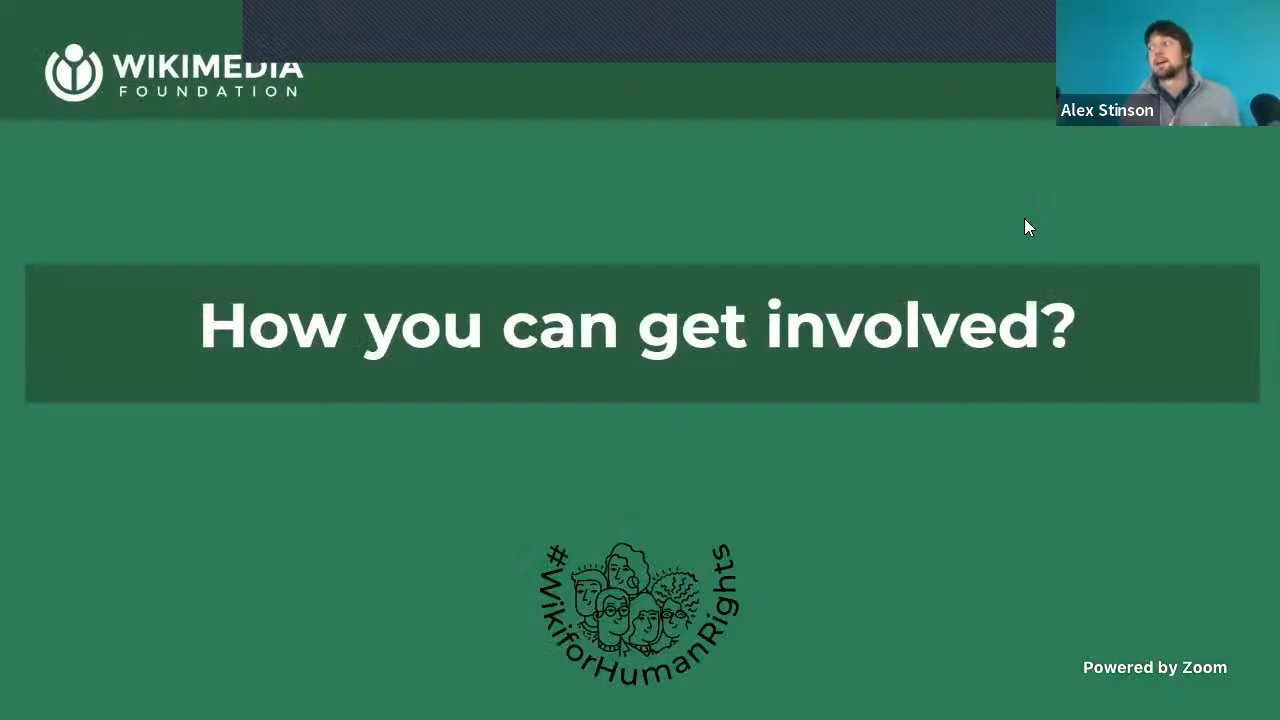 WIKIMEDIA
FOUNDATION
Alex Stinson
How you can get involved?
#WikiforHumanRights
Powered by Zoom